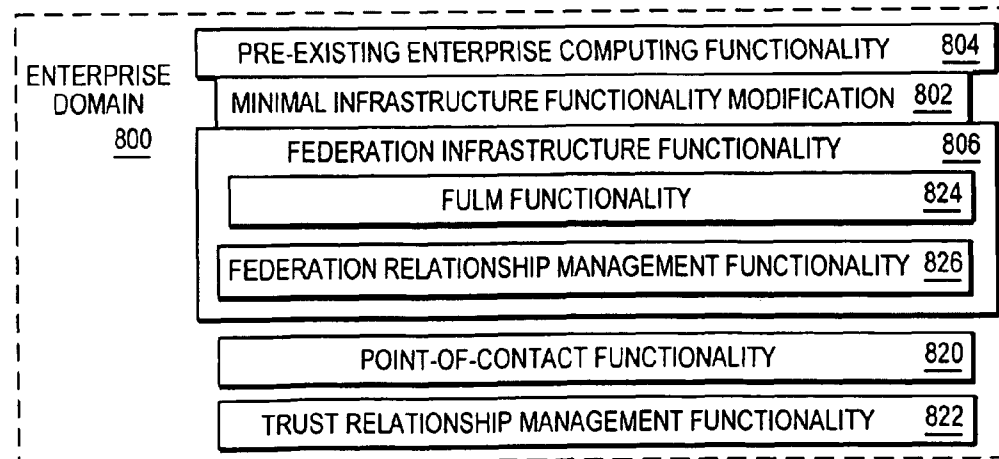 PRE-EXISTING ENTERPRISE COMPUTING FUNCTIONALITY 804
ENTERPRISE
DOMAIN
800
MINIMAL INFRASTRUCTURE FUNCTIONALITY MODIFICATION 802
FEDERATION INFRASTRUCTURE FUNCTIONALITY 806
FULM FUNCTIONALITY 824
FEDERATION RELATIONSHIP MANAGEMENT FUNCTIONALITY 826
POINT-OF-CONTACT FUNCTIONALITY 820
TRUST RELATIONSHIP MANAGEMENT FUNCTIONALITY 822